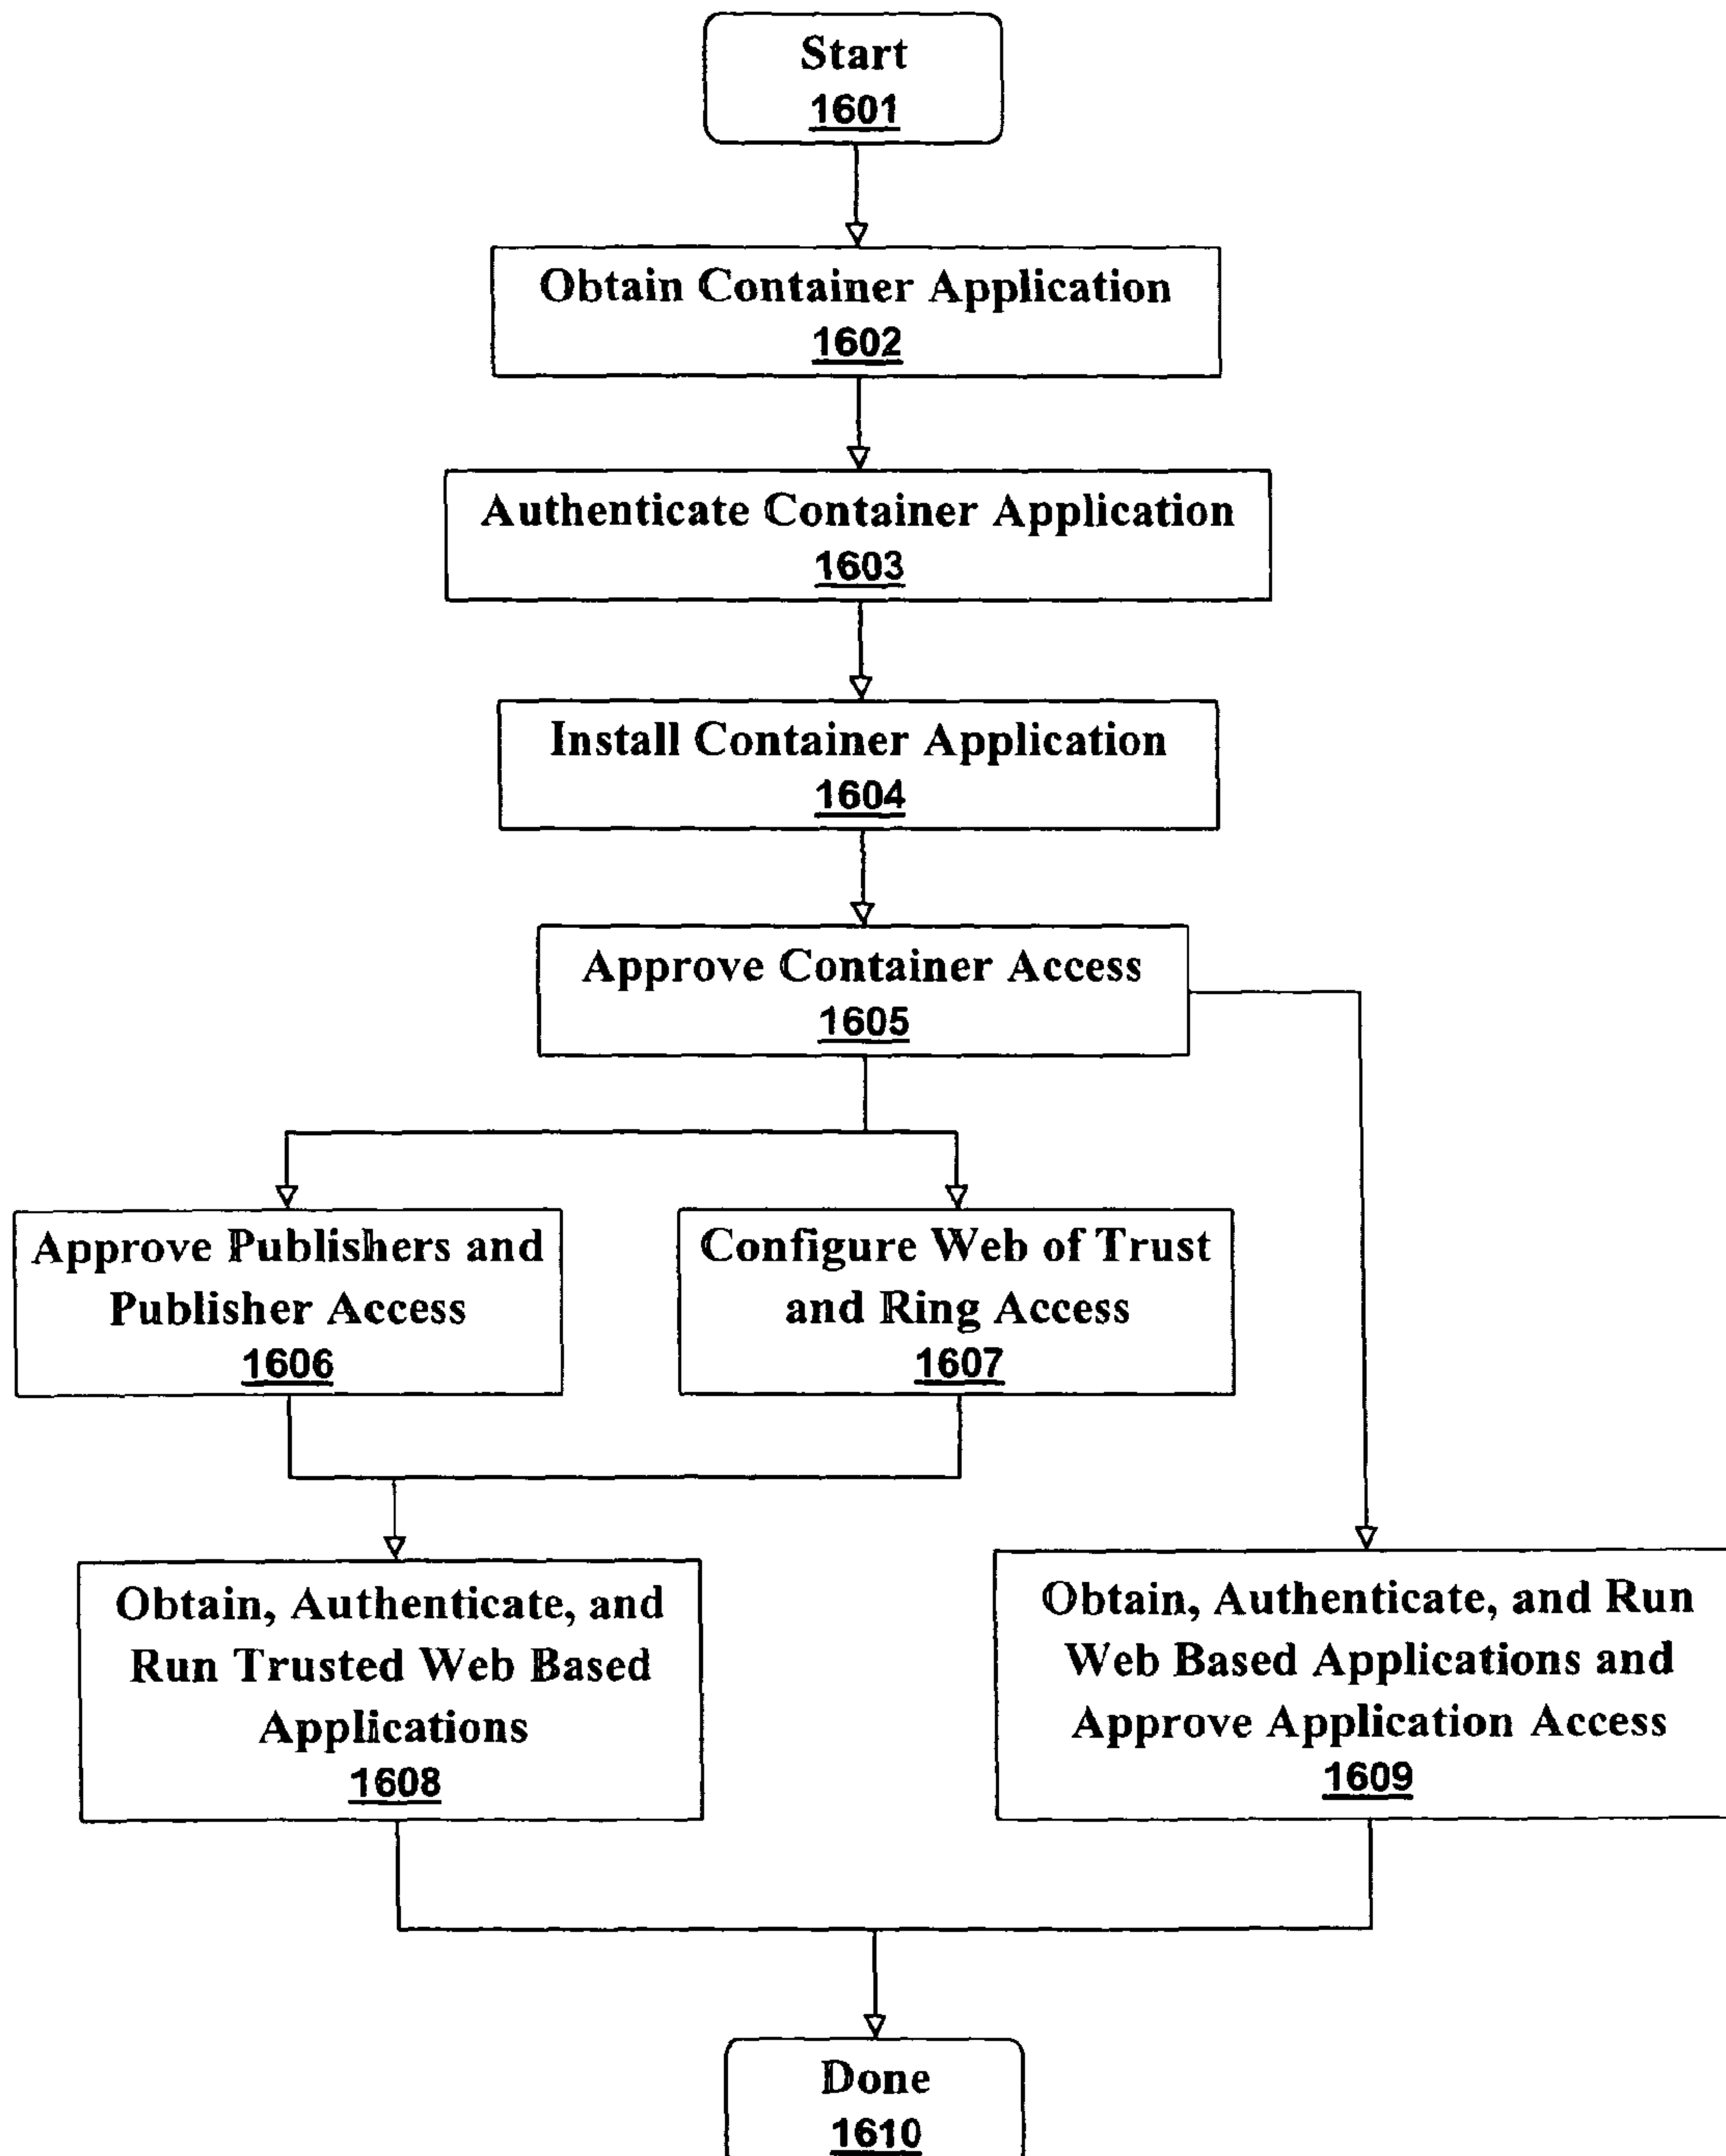 Start
1601
Obtain Container Application
1602
Authenticate Container Application
1603
Install Container Application
1604
Approve Container Access
1605
Approve Publishers and
Publisher Access
1606
Configure Web of Trust
and Ring Access
1607
Obtain, Authenticate, and
Run Trusted Web Based
Applications
1608
Obtain, Authenticate, and Run
Web Based Applications and
Approve Application Access
1609
Done
1610